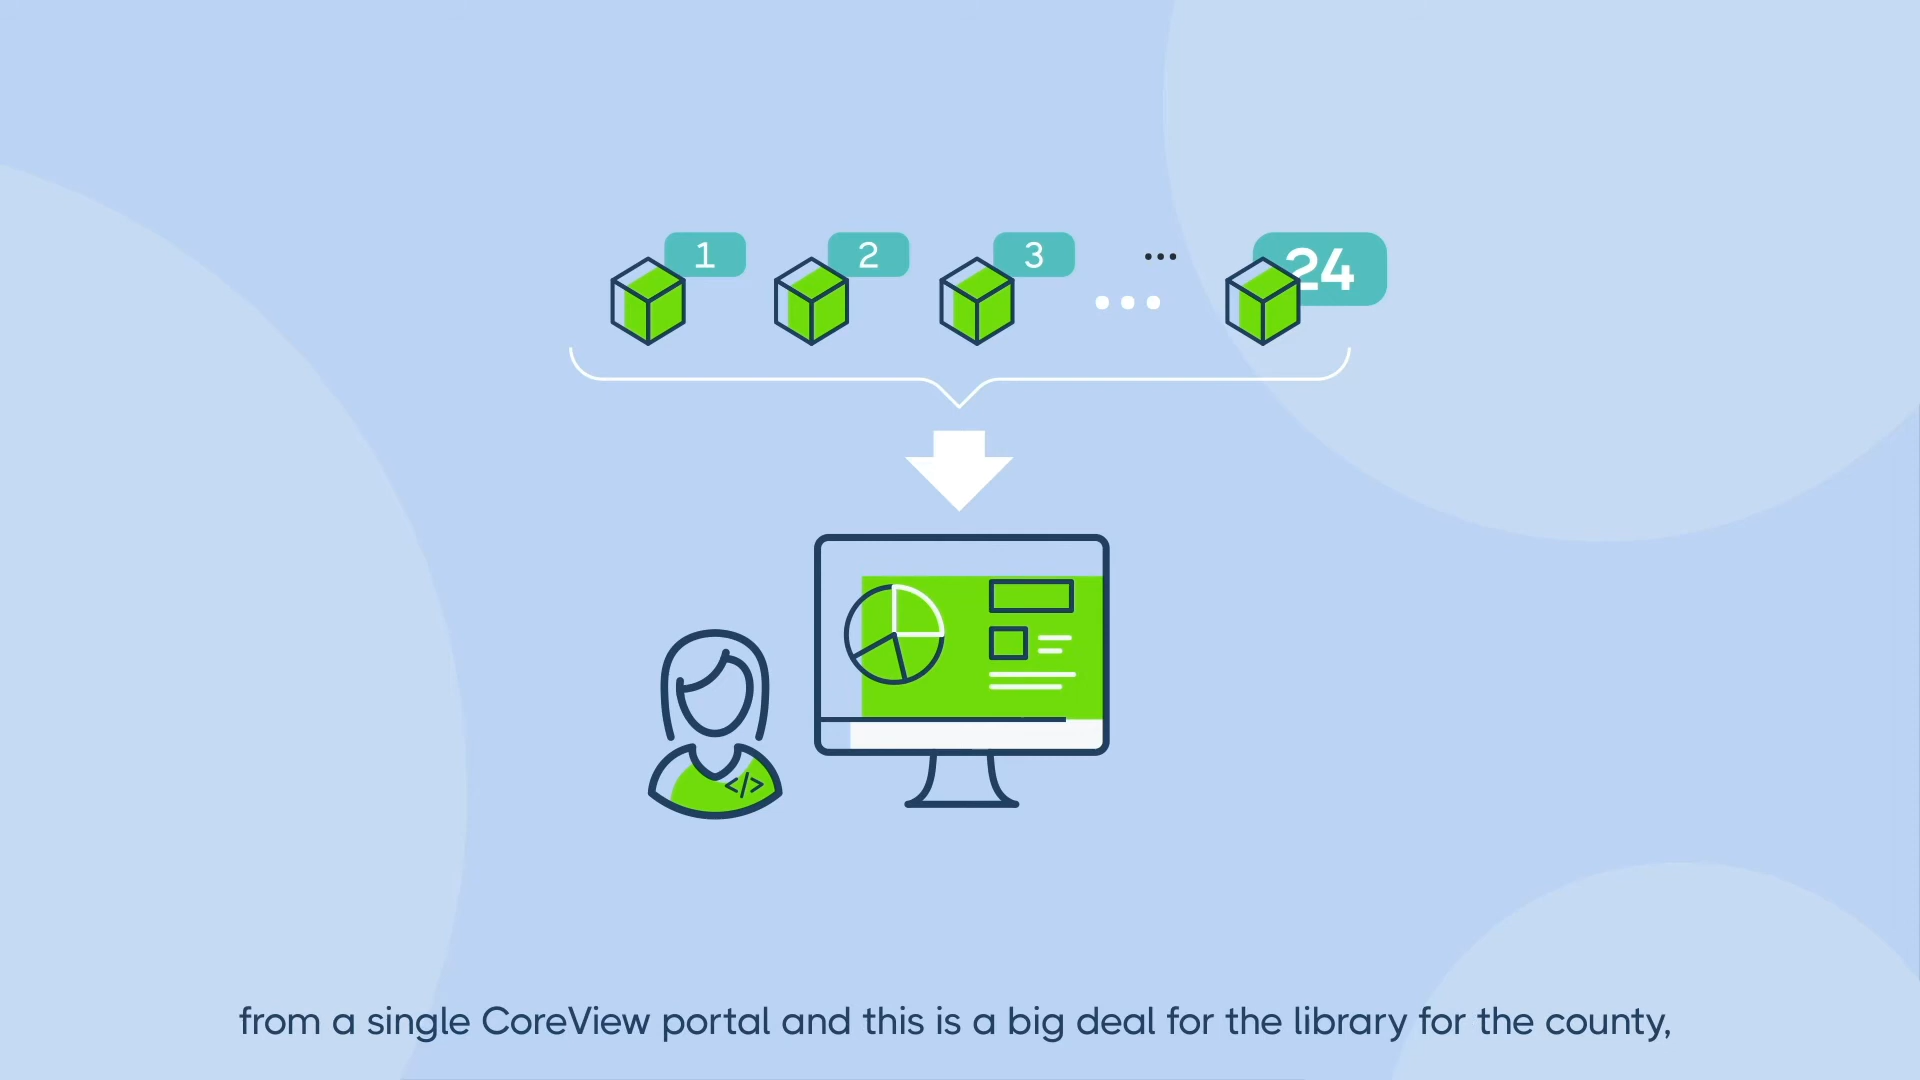 1 2 3 ... 24
</>
from a single CoreView portal and this is a big deal for the library for the county,